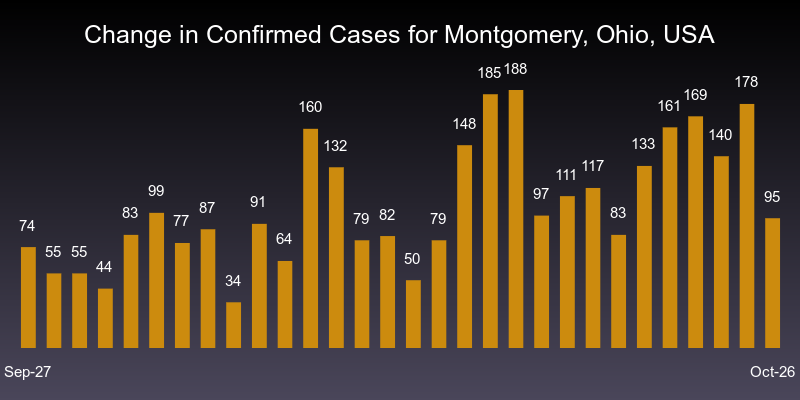 Change in Confirmed Cases for Montgomery, Ohio, USA
74 55 55 44 83 99 77 87 34 91 64 160 132 79 82 50 79 148 185 188 97 111 117 83 133 161 169 140 178 95
Sep-27 Oct-26